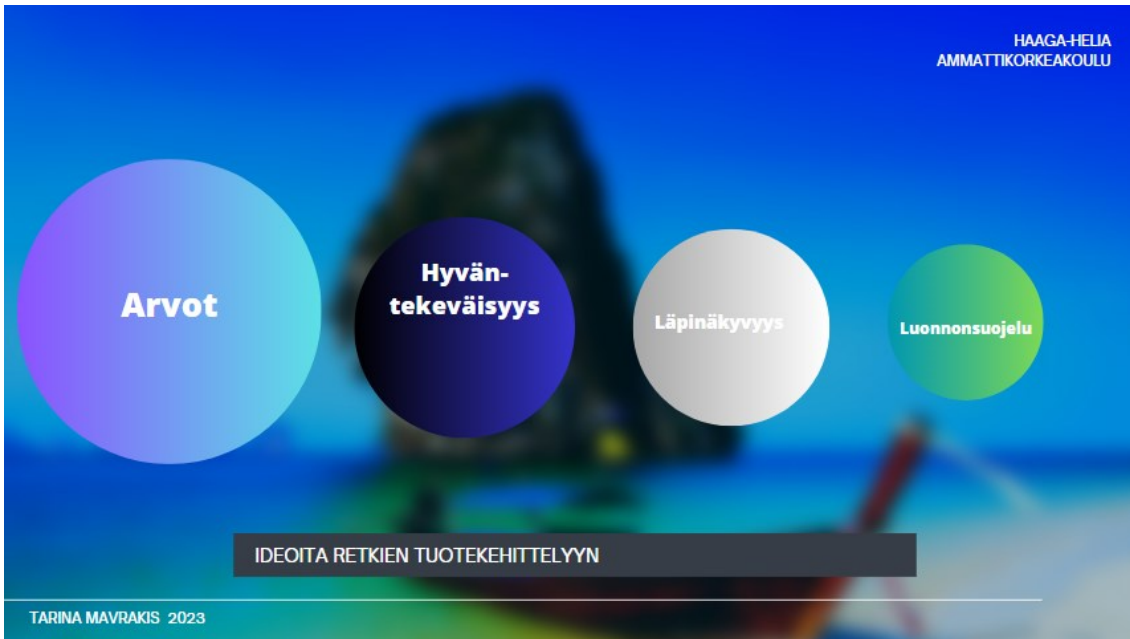 HAAGA-HELIA
AMMATTIKORKEAKOULU
Arvot
Hyvän-
tekeväisyys
Läpinäkyvyys
Luonnonsuojelu
IDEOITA RETKIEN TUOTEKEHITTELYYN
TARINA MAVRAKIS 2023